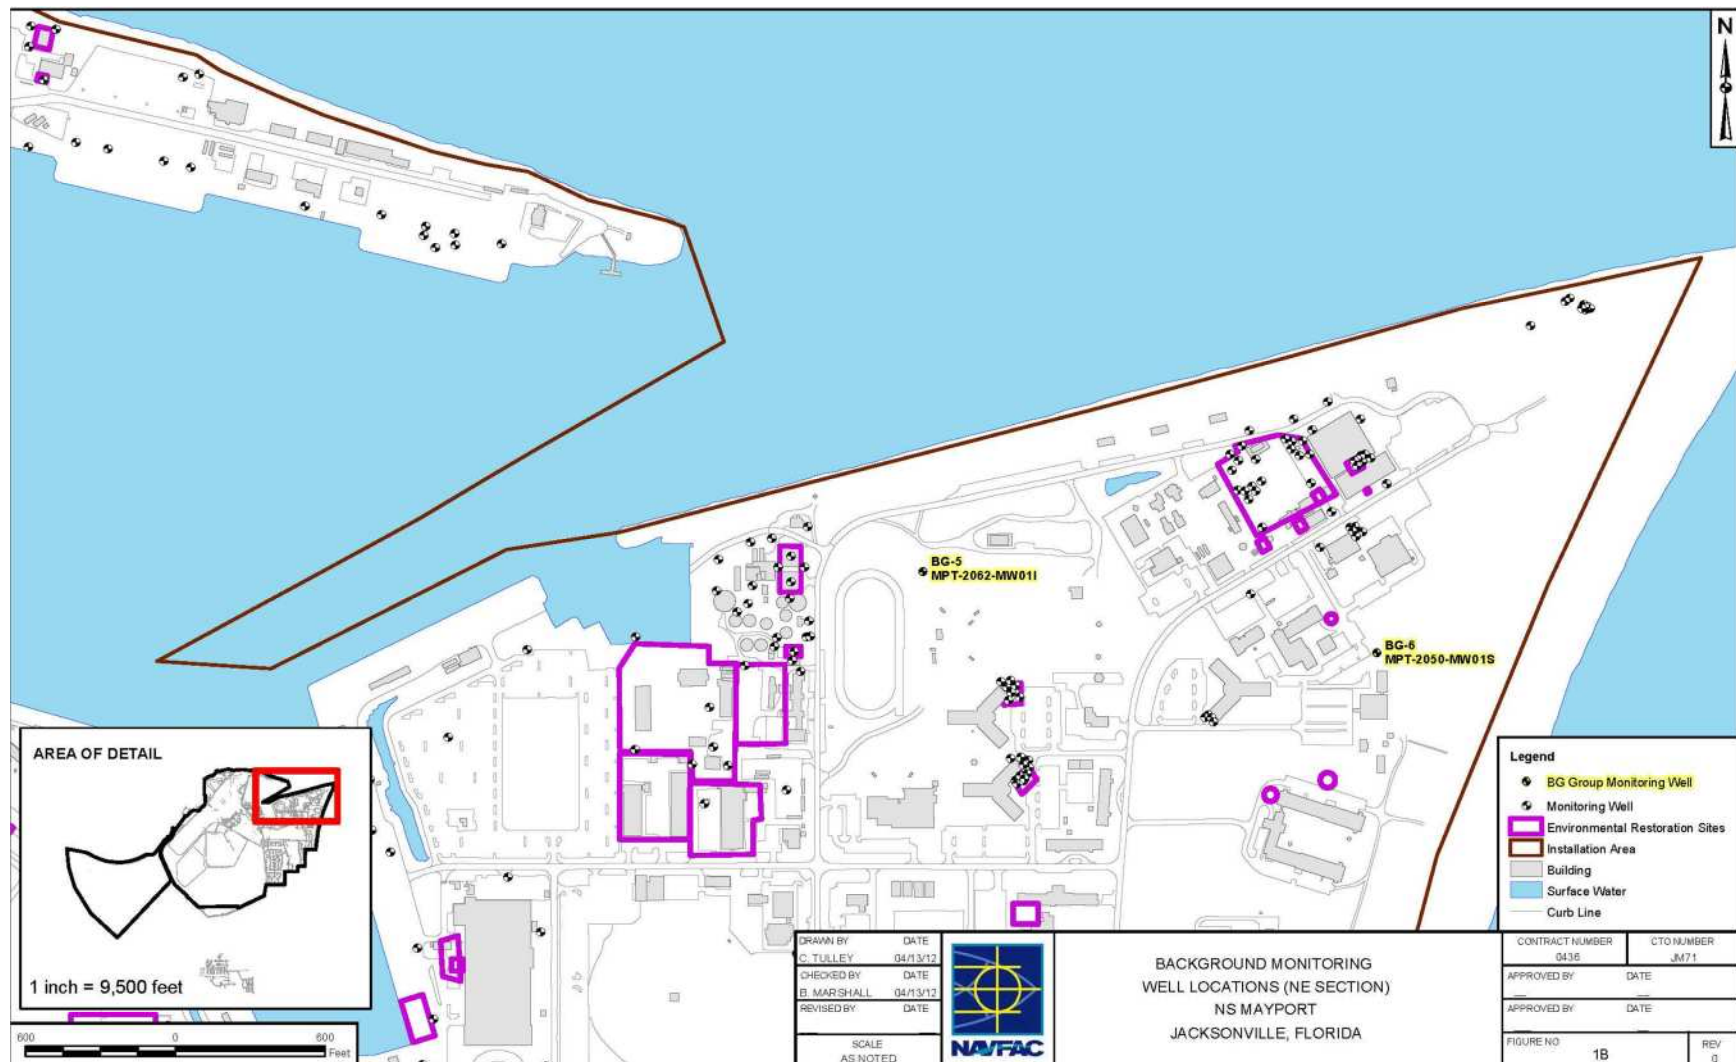 N
BG-5
MPT-2062-MW01I
BG-6
MPT-2050-MW01S
AREA OF DETAIL
1 inch = 9,500 feet
600 0 600
Feet
Legend
BG Group Monitoring Well
Monitoring Well
Environmental Restoration Sites
Installation Area
Building
Surface Water
Curb Line
DRAWN BY DATE
C. TULLEY 04/13/12
CHECKED BY DATE
B. MARSHALL 04/13/12
REVISED BY DATE
SCALE
AS NOTED
NAVFAC
BACKGROUND MONITORING
WELL LOCATIONS (NE SECTION)
NS MAYPORT
JACKSONVILLE, FLORIDA
CONTRACT NUMBER CTO NUMBER
0436 JM71
APPROVED BY DATE
APPROVED BY DATE
FIGURE NO REV
1B 0